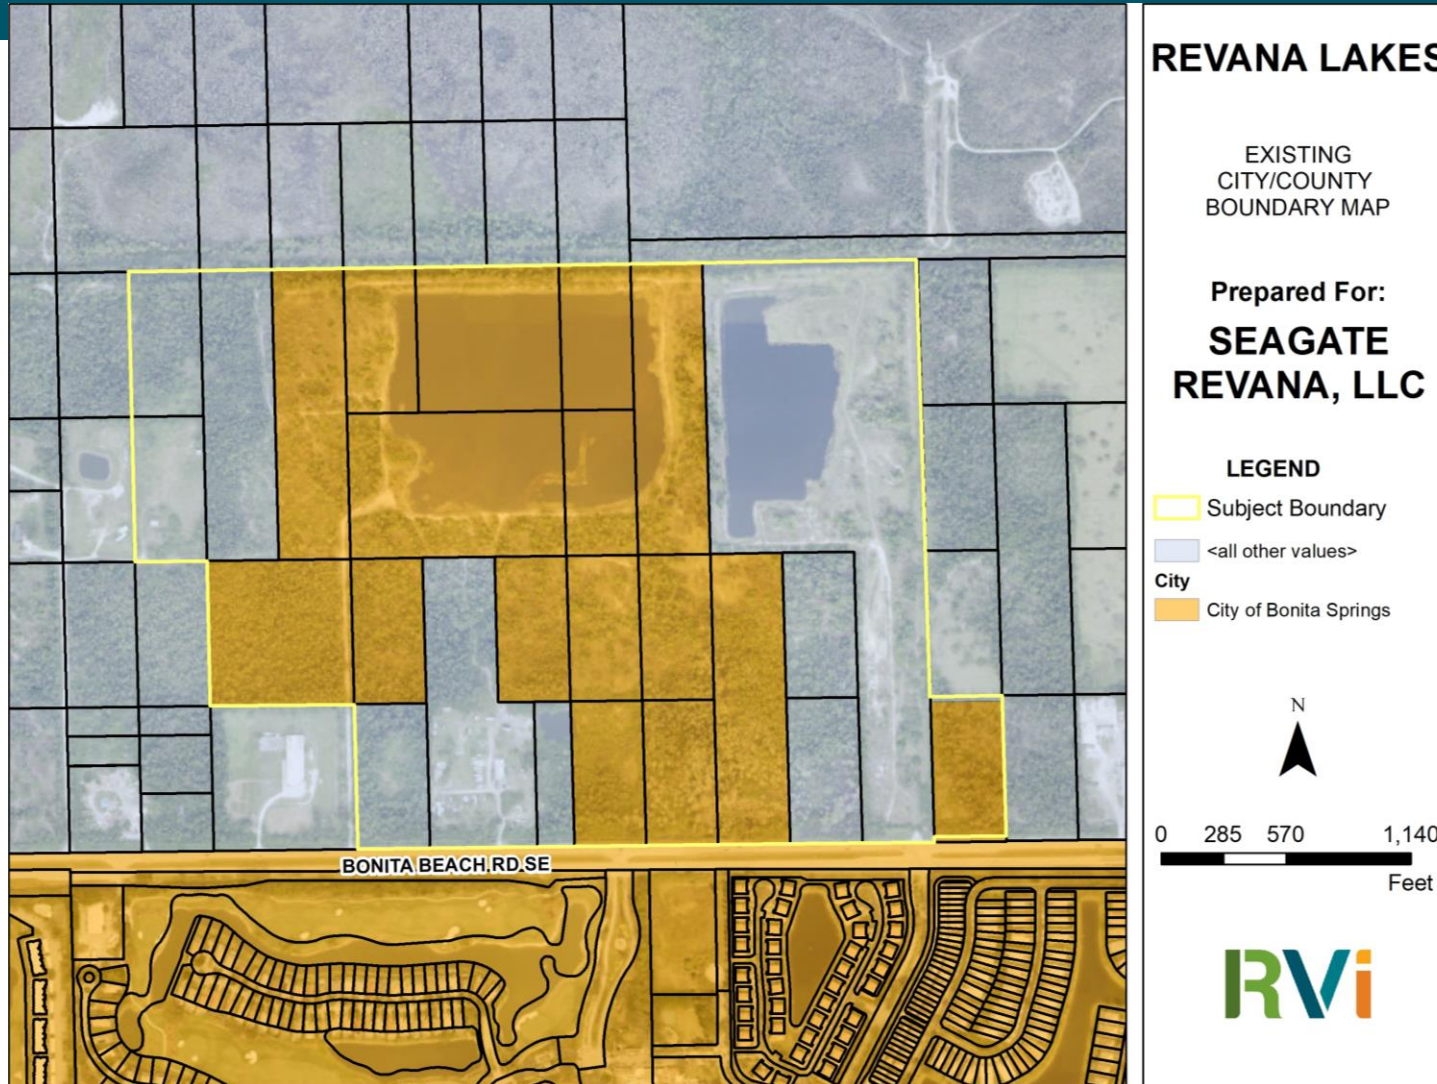 REVANA LAKES
EXISTING
CITY/COUNTY
BOUNDARY MAP
Prepared For:
SEAGATE
REVANA, LLC
LEGEND
Subject Boundary
<all other values>
City
City of Bonita Springs
N
0 285 570 1,140
Feet
BONITA BEACH RD SE
RVi